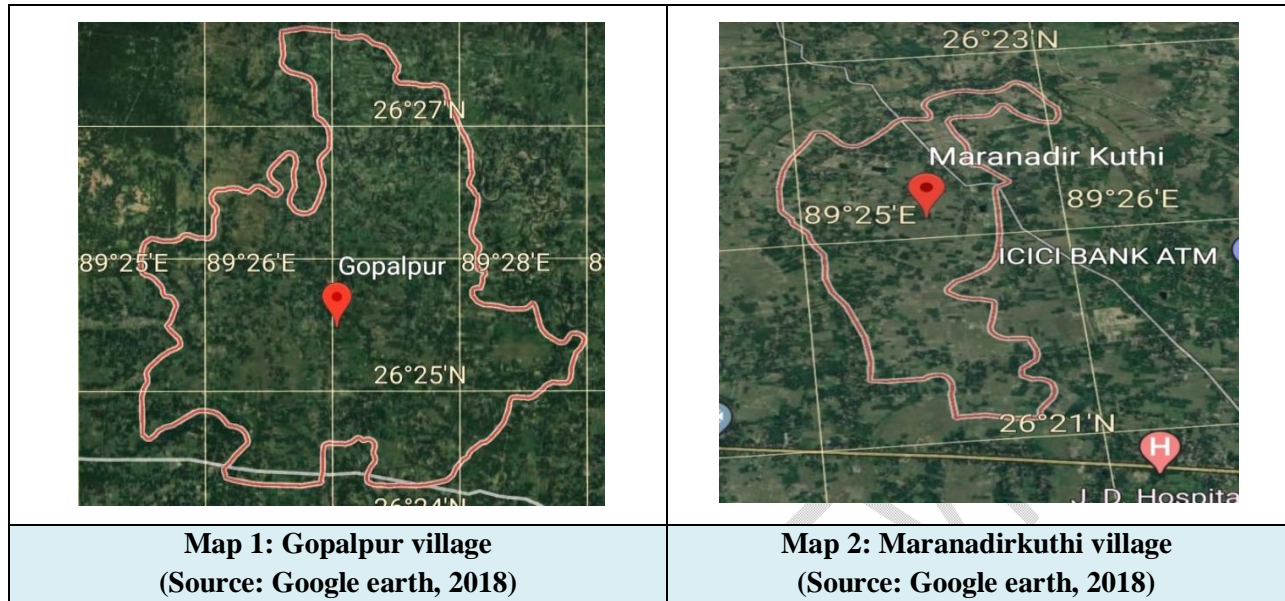 26°27'N
89°25'E
89°26'E
Gopalpur
89°28'E
8
26°25'N
26°24'N
Map 1: Gopalpur village
(Source: Google earth, 2018)
26°23'N
Maranadir Kuthi
89°25'E
89°26'E
ICICI BANK ATM
26°21'N
H
J. D. Hospita
Map 2: Maranadirkuthi village
(Source: Google earth, 2018)